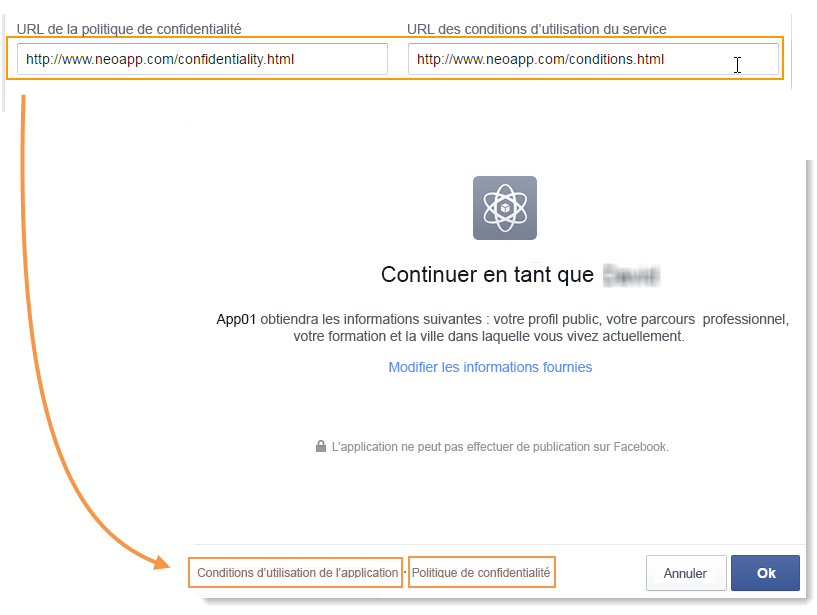 URL de la politique de confidentialité
URL des conditions d'utilisation du service
http://www.neoapp.com/confidentiality.html
http://www.neoapp.com/conditions.html
Continuer en tant que
App01 obtiendra les informations suivantes : votre profil public, votre parcours professionnel,
votre formation et la ville dans laquelle vous vivez actuellement.
Modifier les informations fournies
L'application ne peut pas effectuer de publication sur Facebook.
Conditions d'utilisation de l'application · Politique de confidentialité
Annuler
Ok